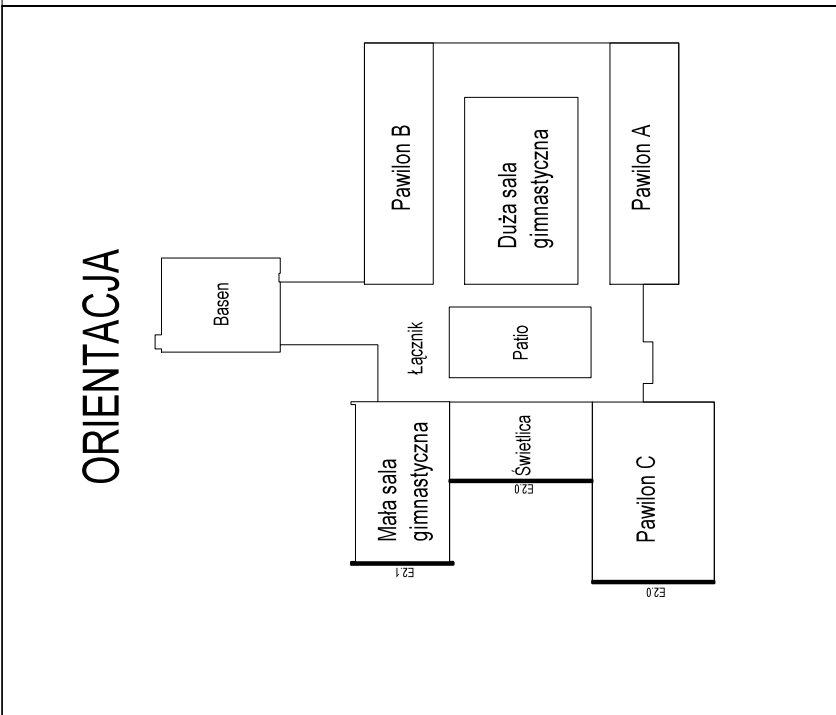 ORIENTACJA
Basen
Pawilon B
Łącznik
Mała sala
gimnastyczna
E2.1
Duża sala
gimnastyczna
Patio
Świetlica
E2.0
Pawilon A
Pawilon C
E2.0